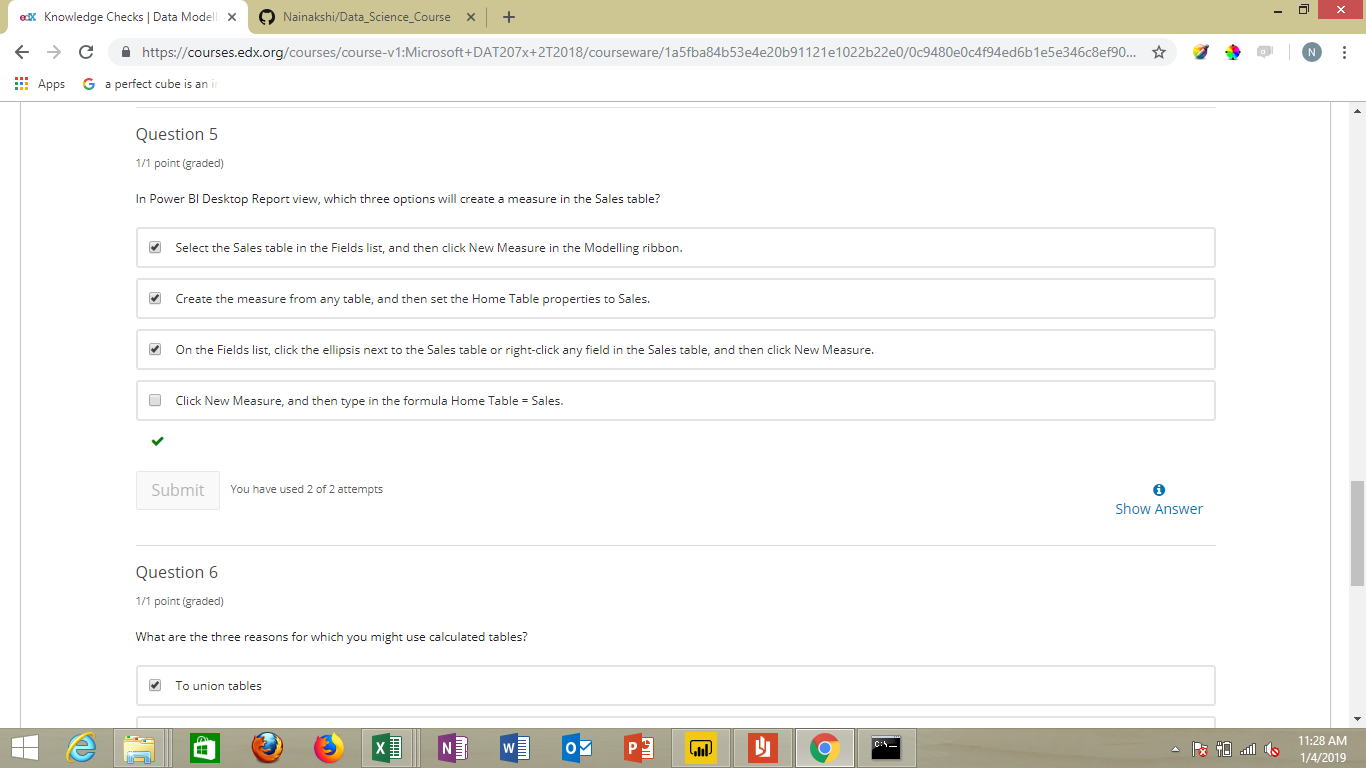 edX Knowledge Checks | Data Modell
Nainakshi/Data_Science_Course
https://courses.edx.org/courses/course-v1:Microsoft+DAT207x+2T2018/courseware/1a5fba84b53e4e20b91121e1022b22e0/0c9480e0c4f94ed6b1e5e346c8ef90...
N
Apps
a perfect cube is an i
Question 5
1/1 point (graded)
In Power BI Desktop Report view, which three options will create a measure in the Sales table?
Select the Sales table in the Fields list, and then click New Measure in the Modelling ribbon.
Create the measure from any table, and then set the Home Table properties to Sales.
On the Fields list, click the ellipsis next to the Sales table or right-click any field in the Sales table, and then click New Measure.
Click New Measure, and then type in the formula Home Table = Sales.
Submit
You have used 2 of 2 attempts
Show Answer
Question 6
1/1 point (graded)
What are the three reasons for which you might use calculated tables?
To union tables
11:28 AM
1/4/2019